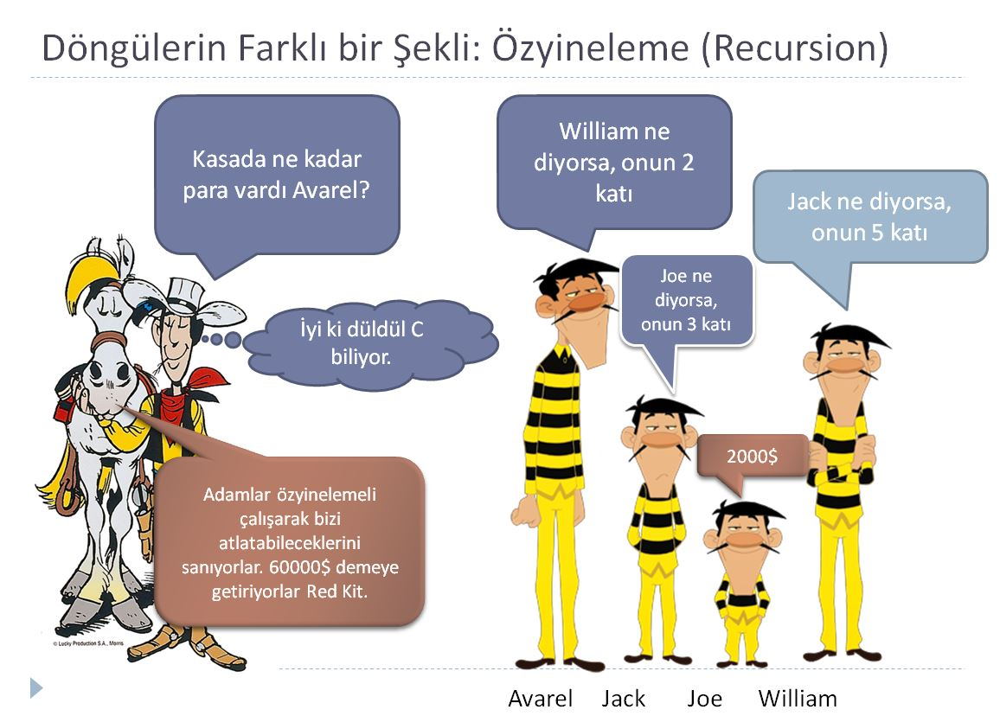 Döngülerin Farklı bir Şekli: Özyineleme (Recursion)
Kasada ne kadar
para vardı Avarel?
William ne
diyorsa, onun 2
katı
Jack ne diyorsa,
onun 5 katı
Joe ne
diyorsa,
onun 3 katı
İyi ki düldül C
biliyor.
2000$
Adamlar özyinelemeli
çalışarak bizi
atlatabileceklerini
sanıyorlar. 60000$ demeye
getiriyorlar Red Kit.
© Lucky Production S.A., Morris
Avarel Jack Joe William